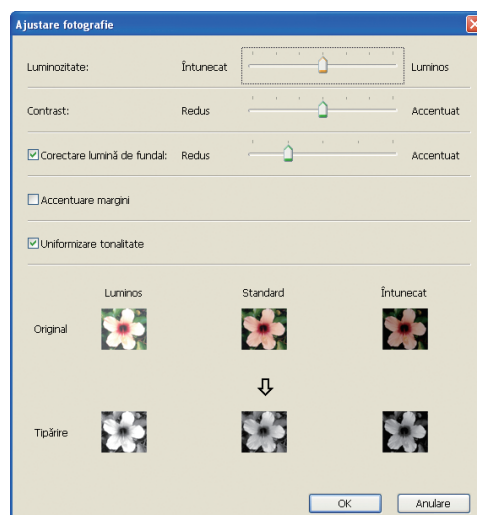 Ajustare fotografie
Luminozitate: Întunecat Luminos
Contrast: Redus Accentuat
Corectare lumină de fundal: Redus Accentuat
Accentuare margini
Uniformizare tonalitate
Luminos Standard Întunecat
Original
Tipărire
OK Anulare